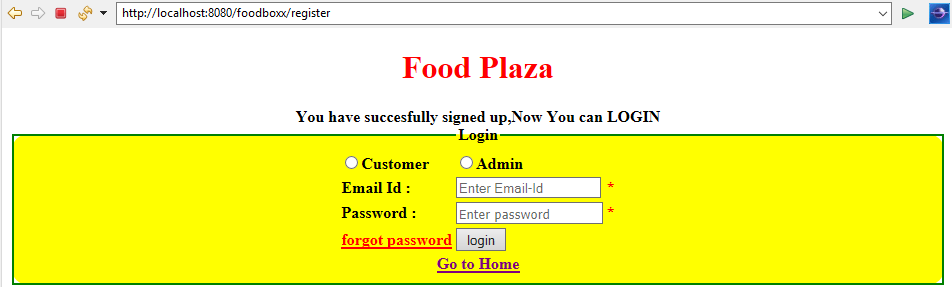 http://localhost:8080/foodboxx/register
Food Plaza
You have succesfully signed up,Now You can LOGIN
Login
Customer Admin
Email Id : Enter Email-Id *
Password : Enter password *
forgot password login
Go to Home